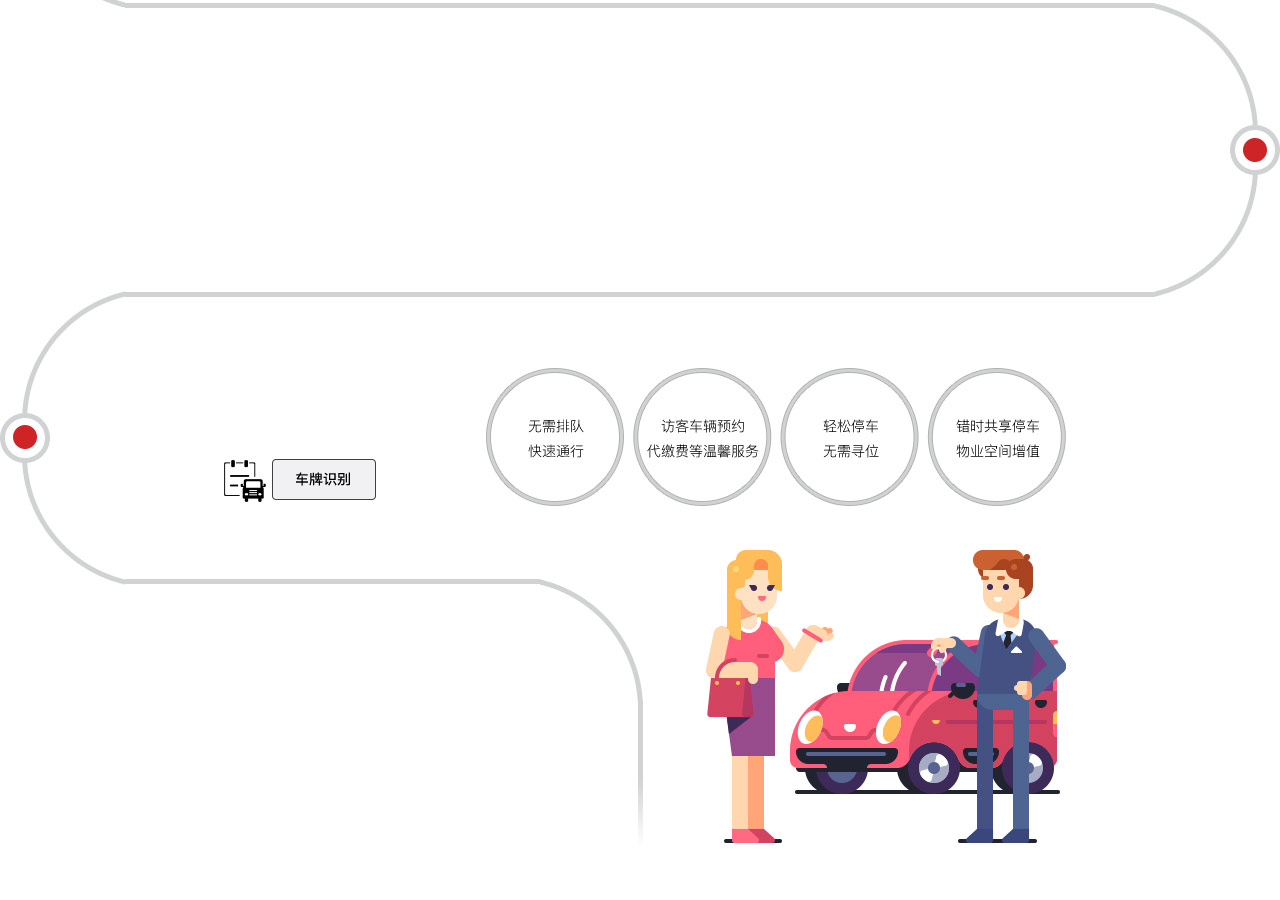 无需排队
快速通行
访客车辆预约
代缴费等温馨服务
轻松停车
无需寻位
错时共享停车
物业空间增值
车牌识别